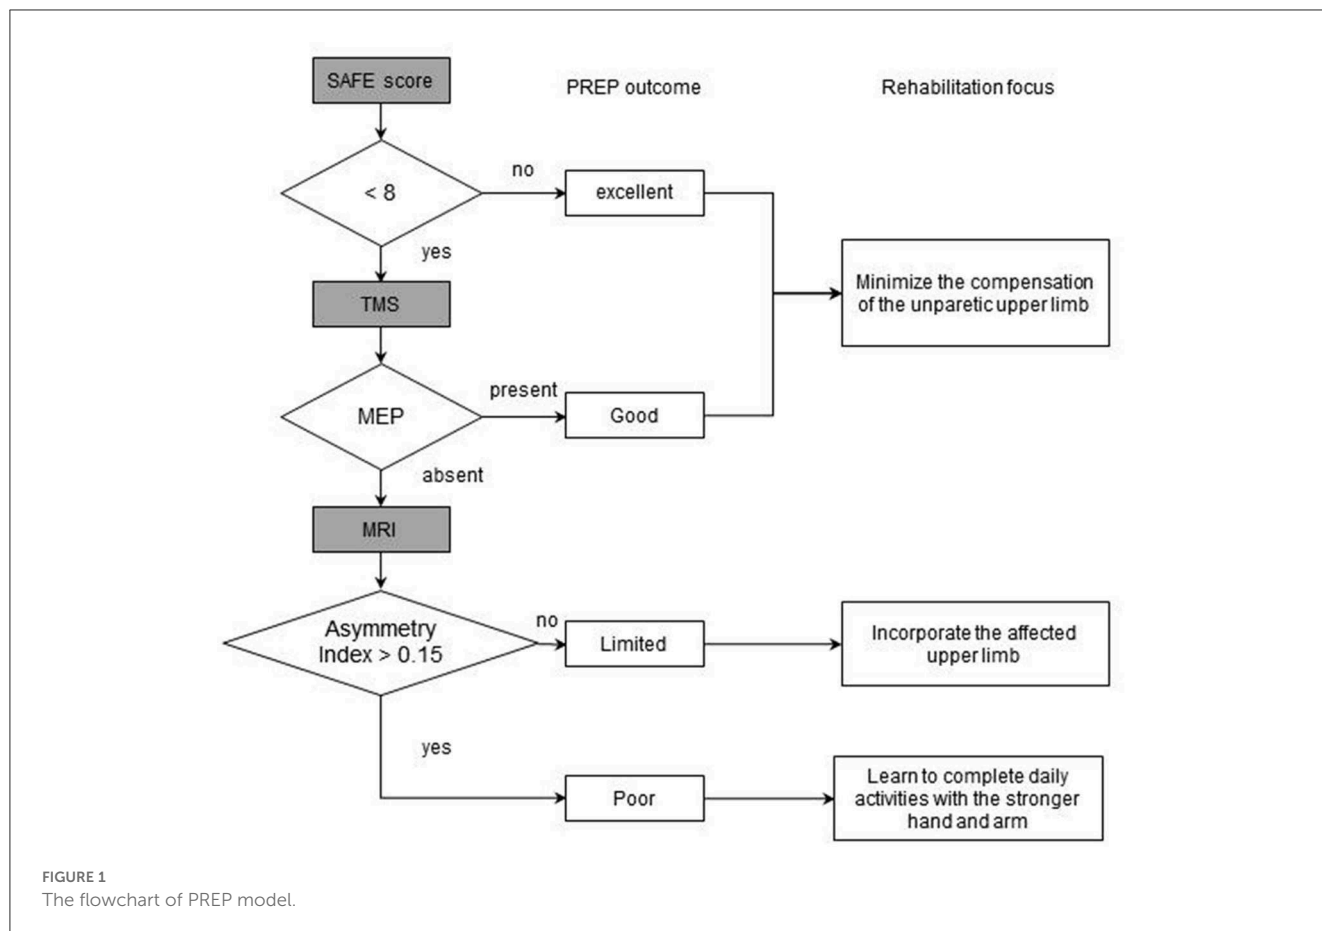 SAFE score
PREP outcome
Rehabilitation focus
< 8
no
excellent
yes
Minimize the compensation
of the unparetic upper limb
TMS
MEP
present
Good
absent
MRI
Asymmetry
Index > 0.15
no
Limited
Incorporate the affected
upper limb
yes
Poor
Learn to complete daily
activities with the stronger
hand and arm
FIGURE 1
The flowchart of PREP model.